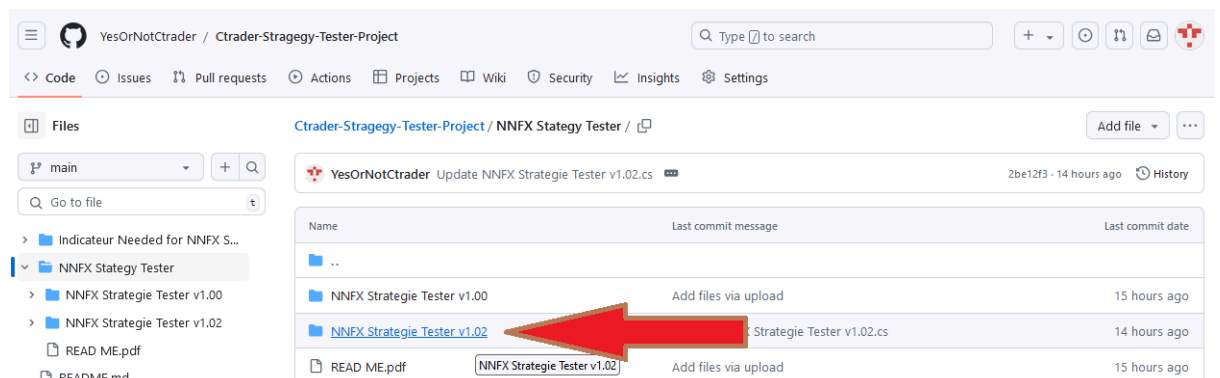 YesOrNotCtrader / Ctrader-Stragegy-Tester-Project
Type / to search
Code Issues Pull requests Actions Projects Wiki Security Insights Settings
Files
Ctrader-Stragegy-Tester-Project / NNFX Stategy Tester /
Add file
main
YesOrNotCtrader Update NNFX Strategie Tester v1.02.cs
2be12f3 · 14 hours ago History
Go to file t
Name Last commit message Last commit date
Indicateur Needed for NNFX S...
..
NNFX Stategy Tester
NNFX Strategie Tester v1.00
NNFX Strategie Tester v1.00 Add files via upload 15 hours ago
NNFX Strategie Tester v1.02
NNFX Strategie Tester v1.02 Strategie Tester v1.02.cs 14 hours ago
READ ME.pdf
NNFX Strategie Tester v1.02
READ ME.pdf Add files via upload 15 hours ago
README.md